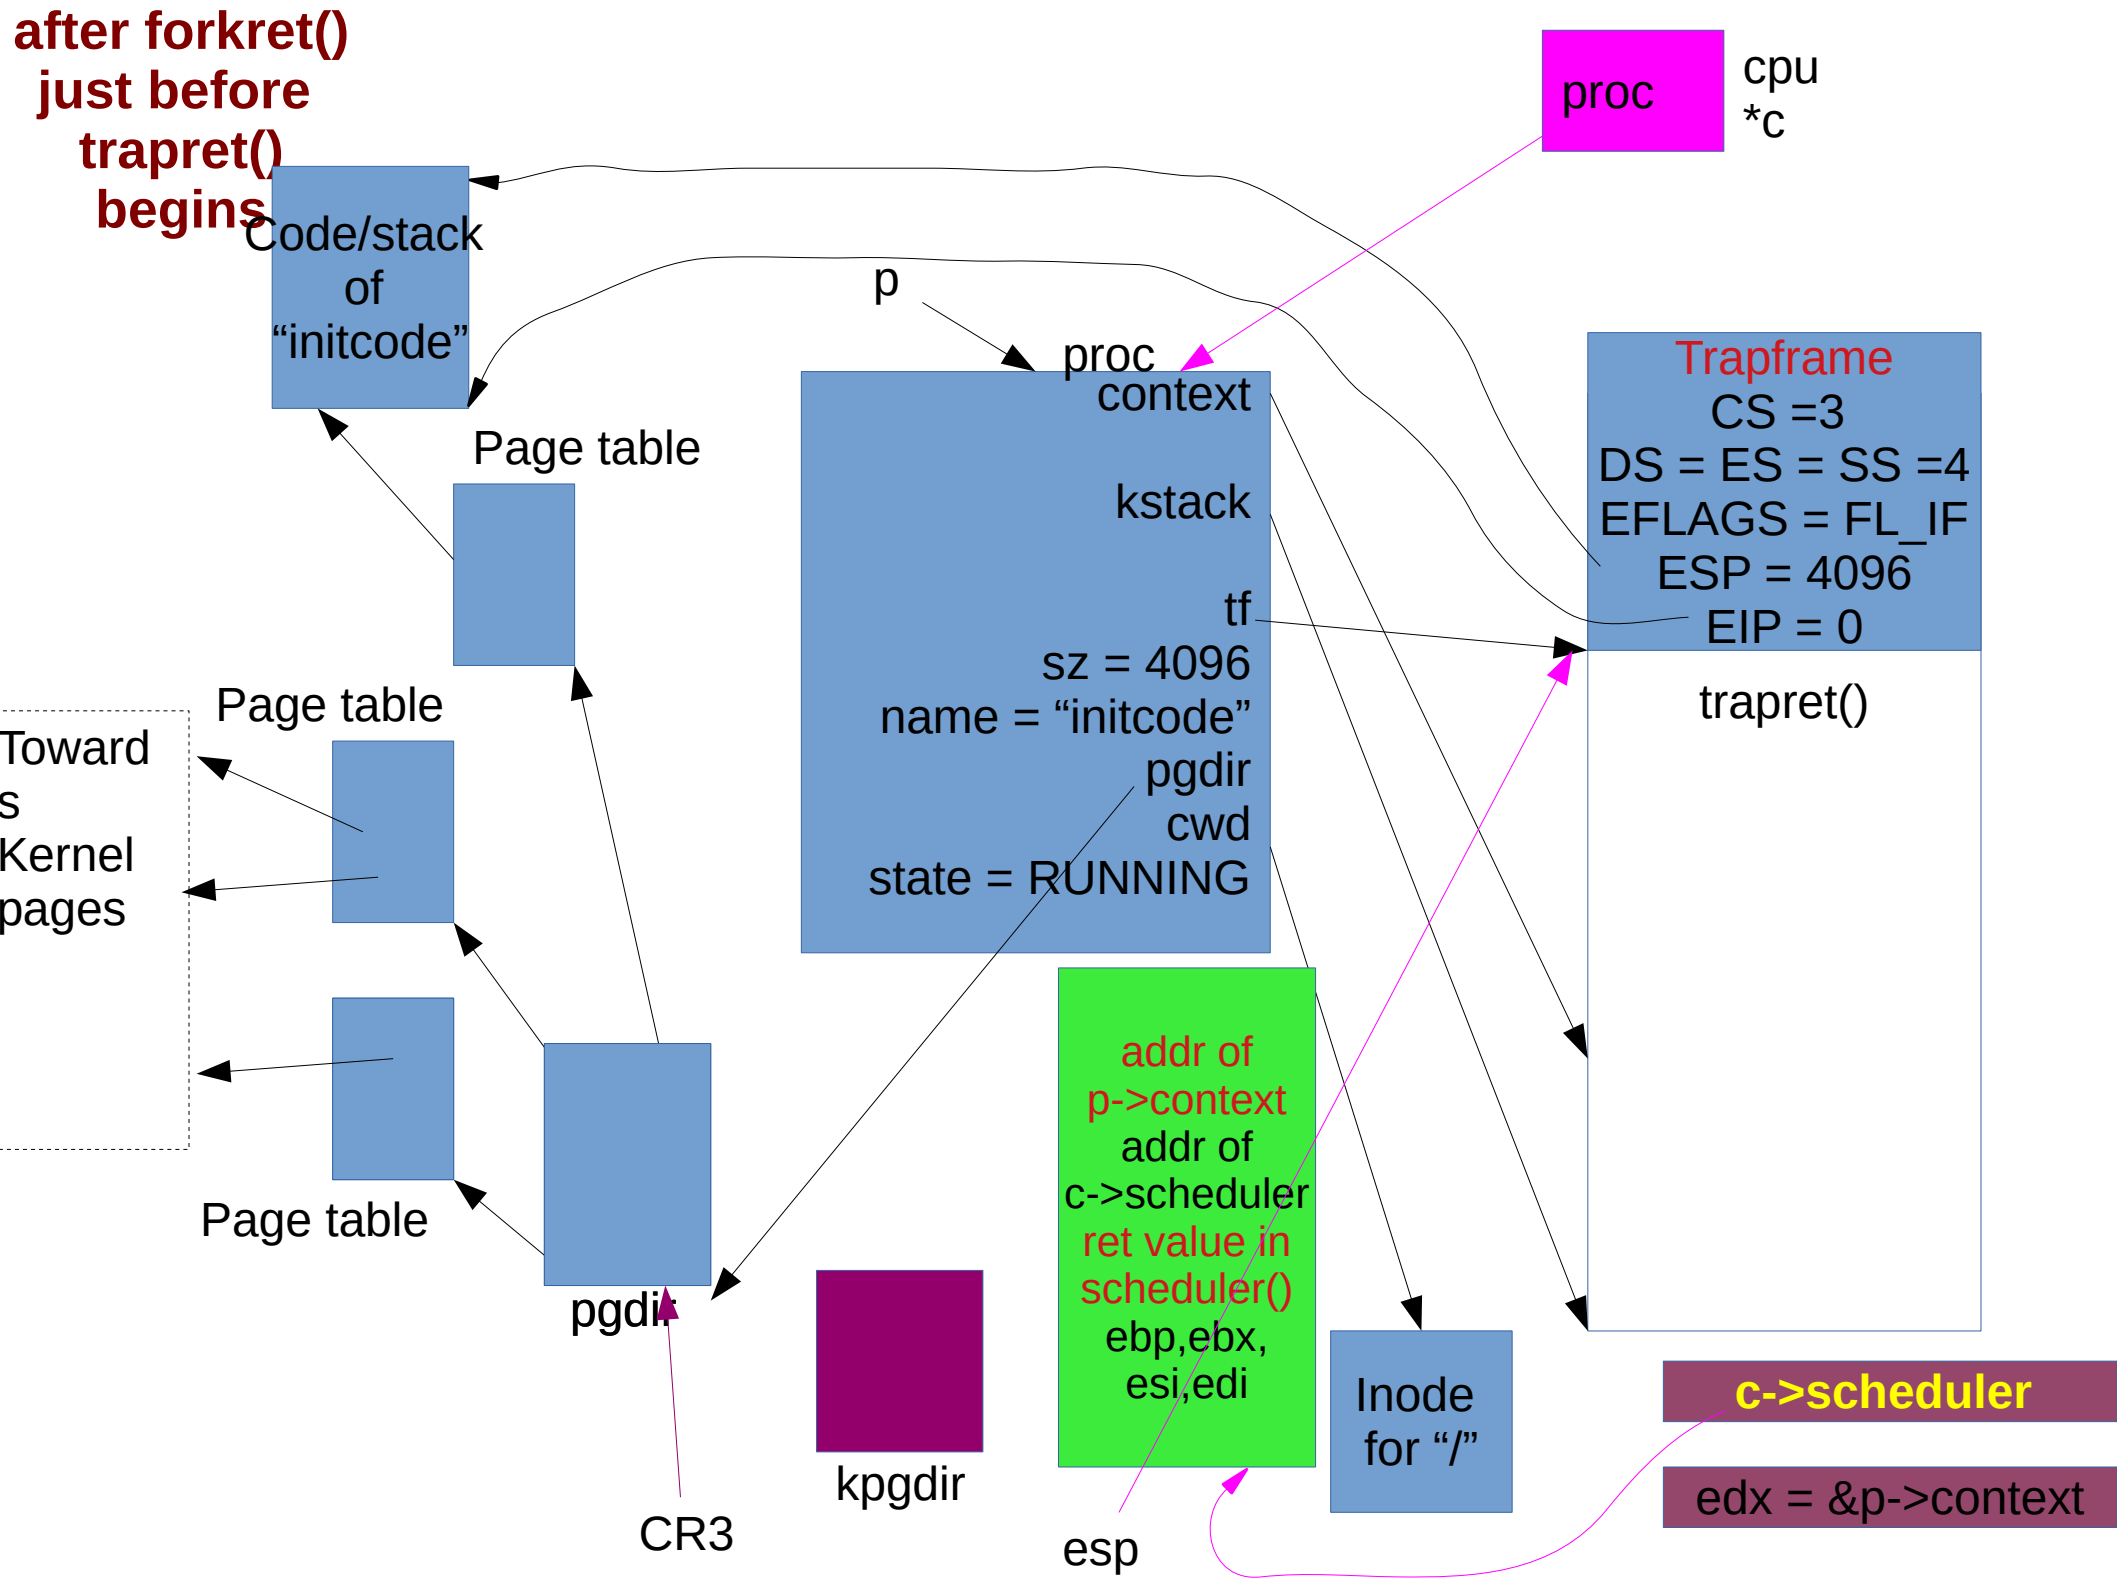 after forkret()
just before
trapret()
begins
proc
cpu
*c
Code/stack
of
“initcode”
p
proc
context
kstack
tf
sz = 4096
name = “initcode”
pgdir
cwd
state = RUNNING
Trapframe
CS =3
DS = ES = SS =4
EFLAGS = FL_IF
ESP = 4096
EIP = 0
trapret()
Page table
Page table
Toward
s
Kernel
pages
Page table
pgdir
CR3
kpgdir
addr of
p->context
addr of
c->scheduler
ret value in
scheduler()
ebp,ebx,
esi,edi
esp
Inode
for “/”
c->scheduler
edx = &p->context